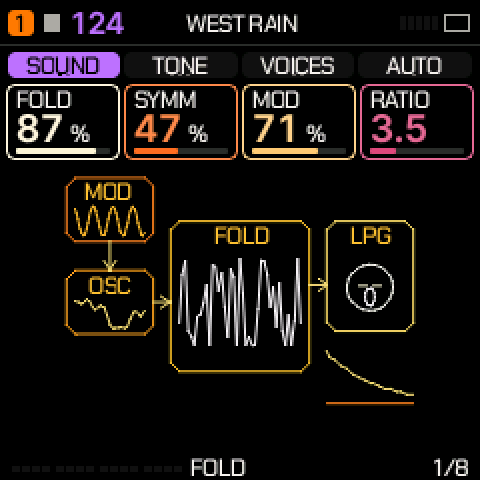 1 124 WEST RAIN
SOUND TONE VOICES AUTO
FOLD SYMM MOD RATIO
87 % 47 % 71 % 3.5
MOD
FOLD LPG
OSC
FOLD 1/8